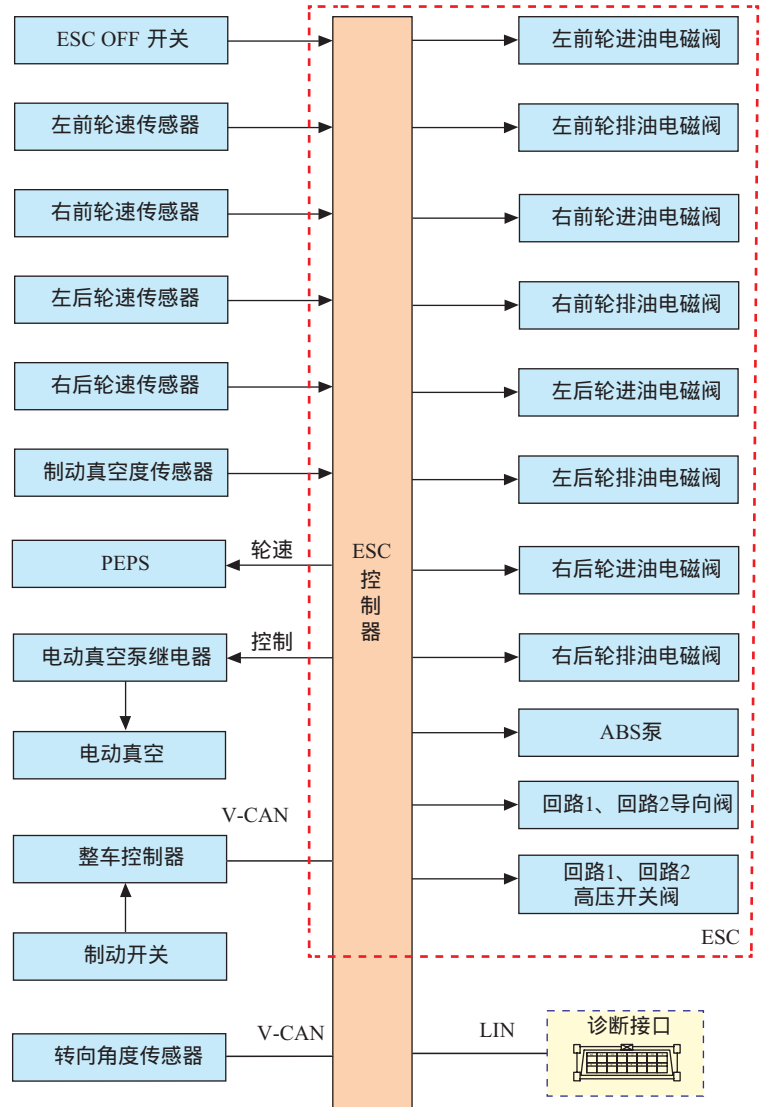 ESC OFF 开关
左前轮速传感器
右前轮速传感器
左后轮速传感器
右后轮速传感器
制动真空度传感器
PEPS
轮速
电动真空泵继电器
控制
电动真空
V-CAN
整车控制器
制动开关
转向角度传感器
V-CAN
ESC
控
制
器
左前轮进油电磁阀
左前轮排油电磁阀
右前轮进油电磁阀
右前轮排油电磁阀
左后轮进油电磁阀
左后轮排油电磁阀
右后轮进油电磁阀
右后轮排油电磁阀
ABS泵
回路1、回路2导向阀
回路1、回路2
高压开关阀
ESC
LIN
诊断接口